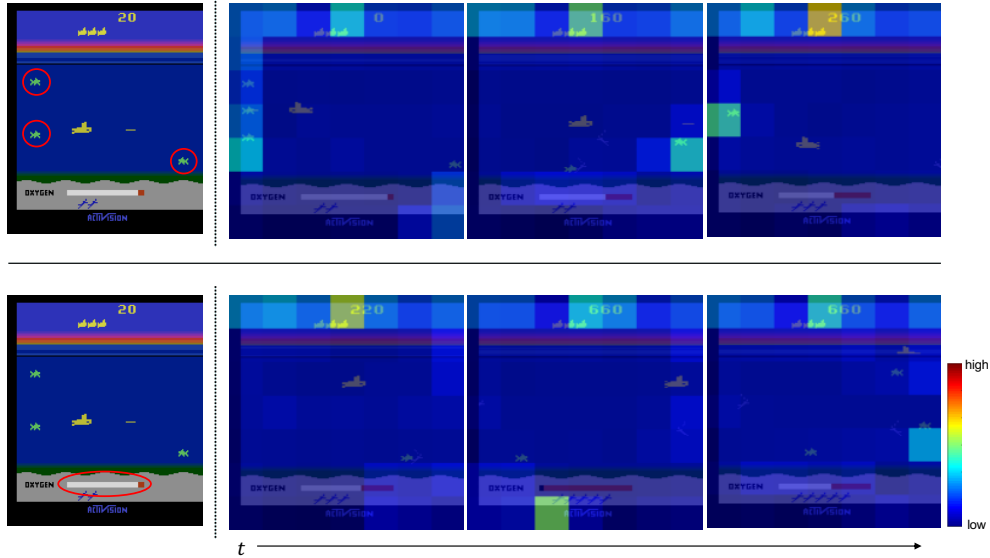 20
0
160
260
OXYGEN
OXYGEN
OXYGEN
OXYGEN
ACTIVISION
ACTIVISION
ACTIVISION
ACTIVISION
20
220
660
660
high
OXYGEN
OXYGEN
OXYGEN
OXYGEN
ACTIVISION
ACTIVISION
ACTIVISION
ACTIVISION
low
t